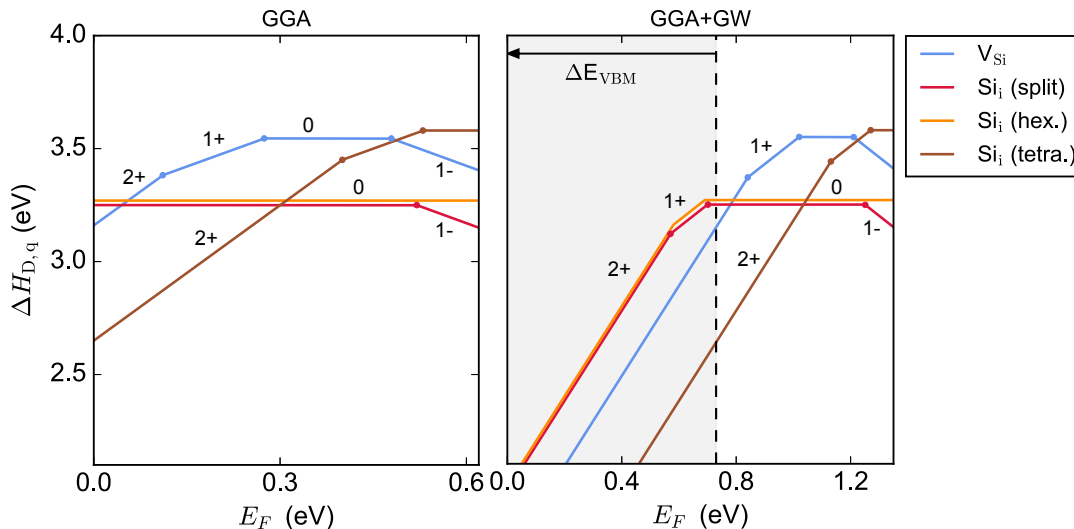 GGA
GGA+GW
4.0
3.5
3.0
2.5
ΔH_D,q (eV)
0.0
0.3
0.6
E_F (eV)
2+
1+
0
1-
0
1-
2+
ΔE_VBM
0.0
0.4
0.8
1.2
E_F (eV)
1+
2+
1+
0
1-
2+
V_Si
Si_i (split)
Si_i (hex.)
Si_i (tetra.)